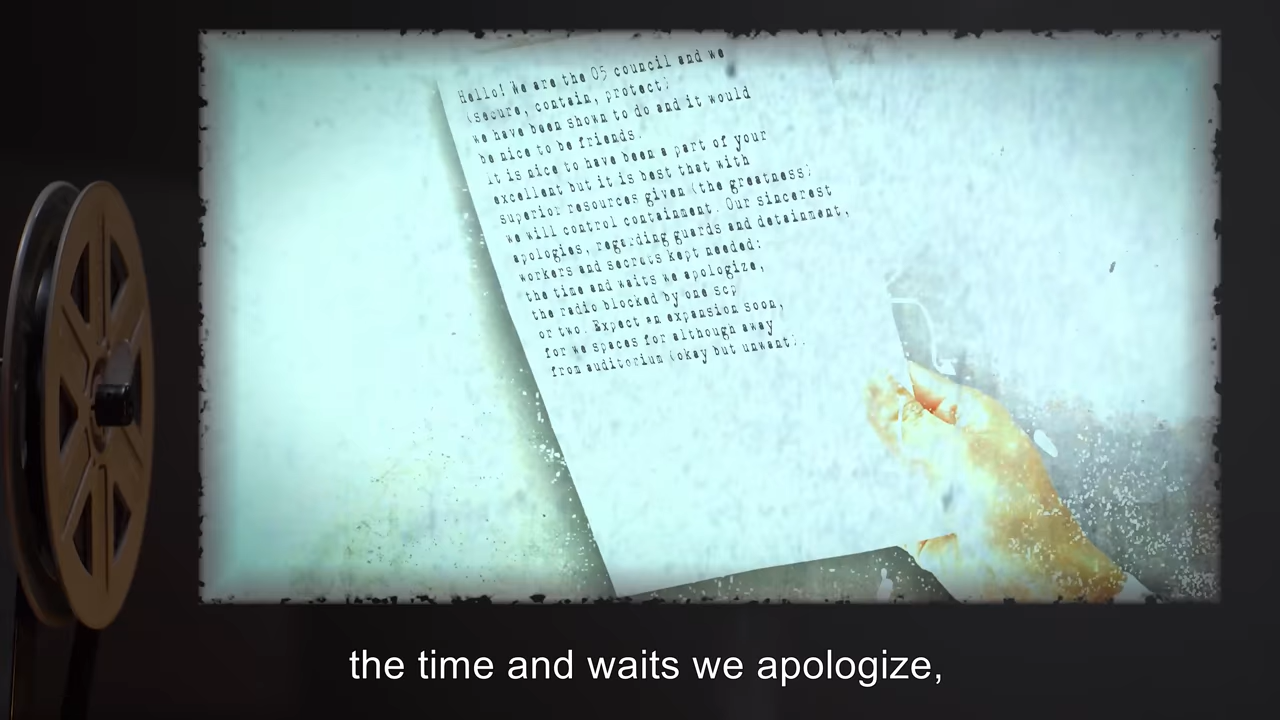 Hello! We are the O5 council and we
(secure, contain, protect)
we have been shown to do and it would
be nice to be friends.
it is nice to have been a part of your
excellent but it is best that with
superior resources given (the greatness)
we will control containment. Our sincerest
apologies, regarding guards and detainment,
workers and secrets kept needed:
the time and waits we apologize,
the radio blocked by one scp
or two. Expect an expansion soon,
for we spaces for although away
from auditorium (okay but unwant).
the time and waits we apologize,